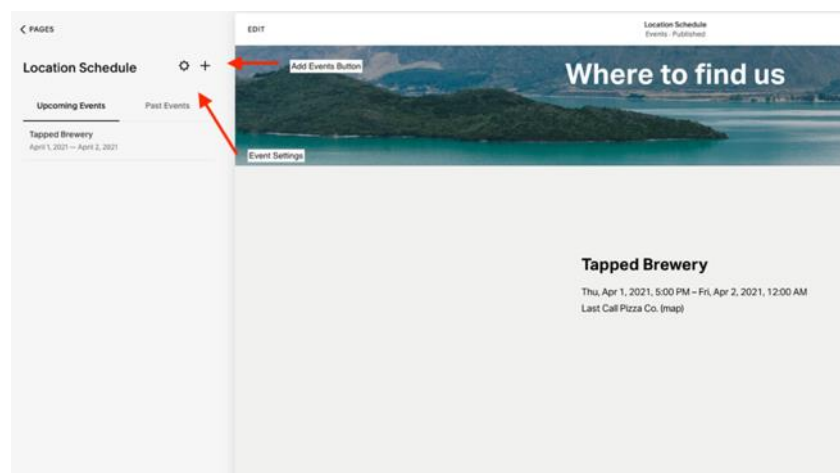 PAGES
EDIT
Location Schedule
Events · Published
Location Schedule
Add Events Button
Where to find us
Upcoming Events
Past Events
Tapped Brewery
April 1, 2021 — April 2, 2021
Event Settings
Tapped Brewery
Thu, Apr 1, 2021, 5:00 PM – Fri, Apr 2, 2021, 12:00 AM
Last Call Pizza Co. (map)